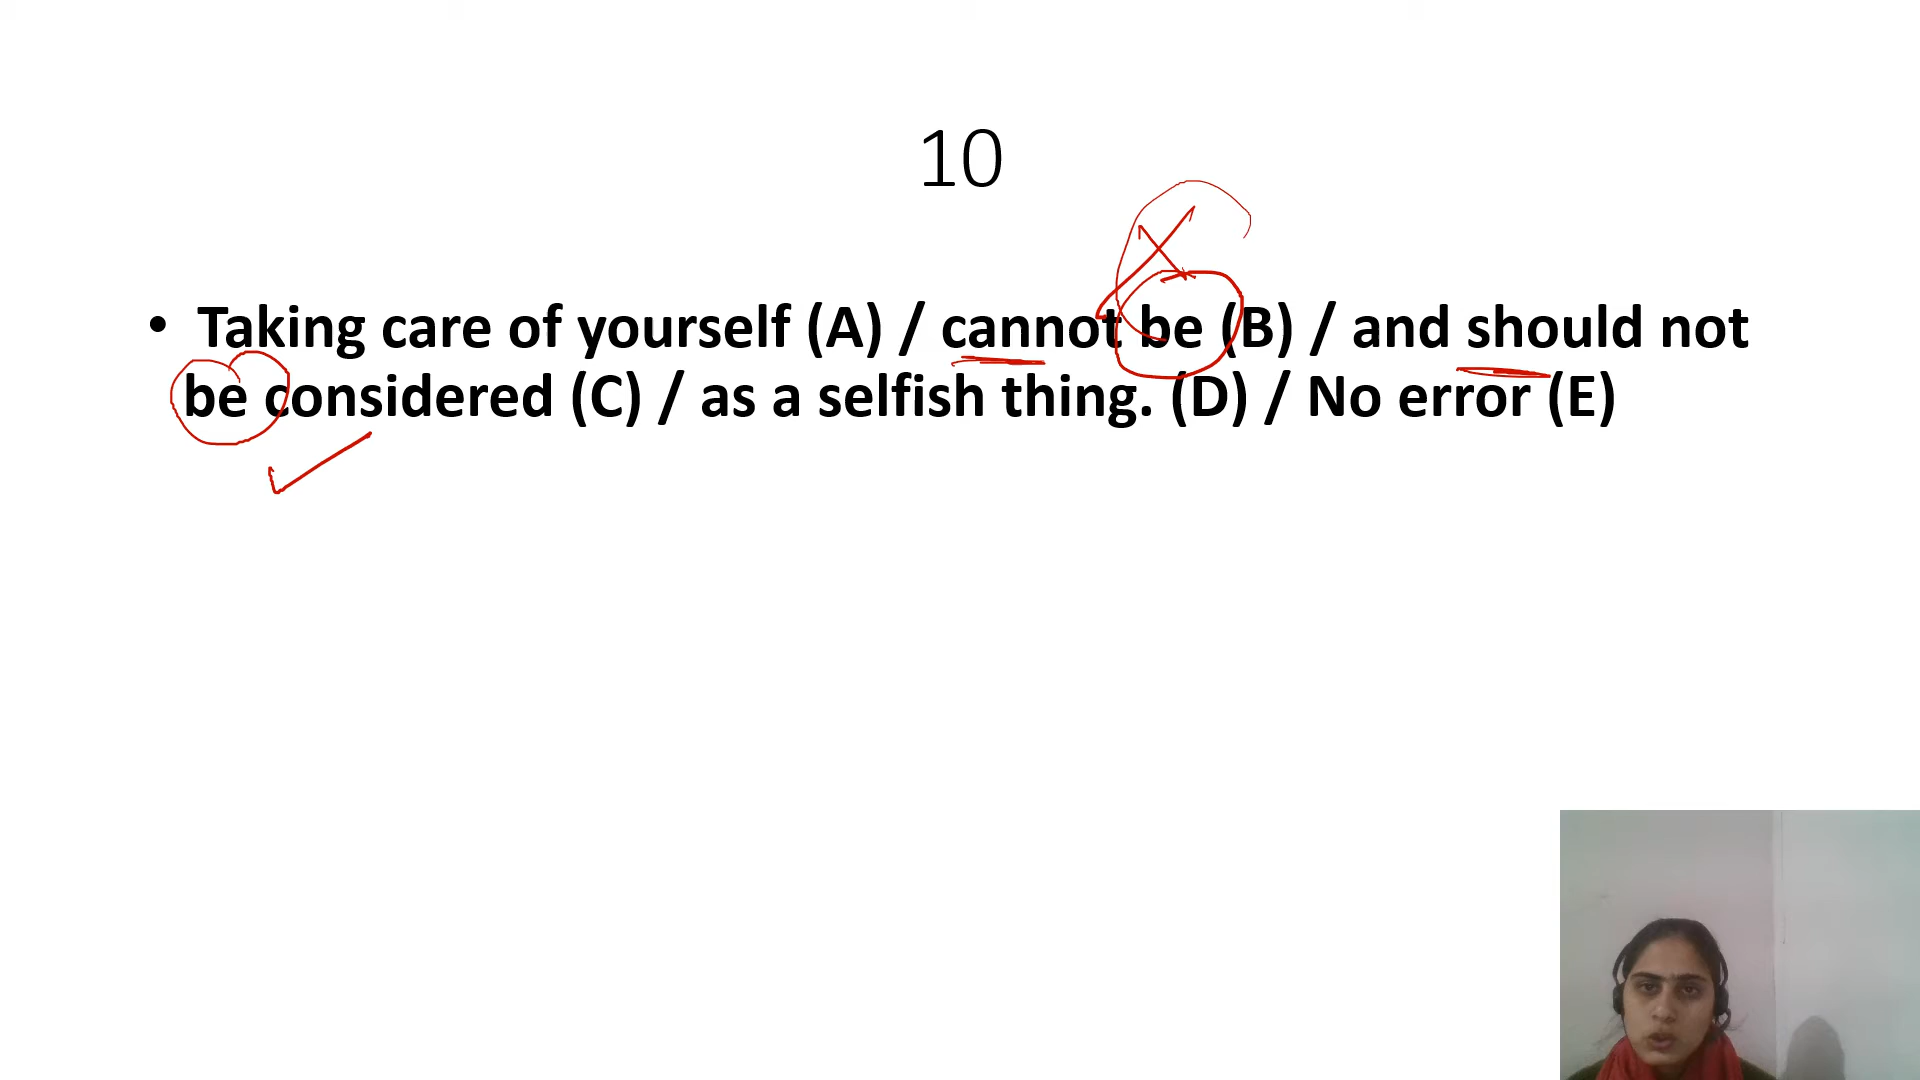 10
• Taking care of yourself (A) / cannot be (B) / and should not
be considered (C) / as a selfish thing. (D) / No error (E)